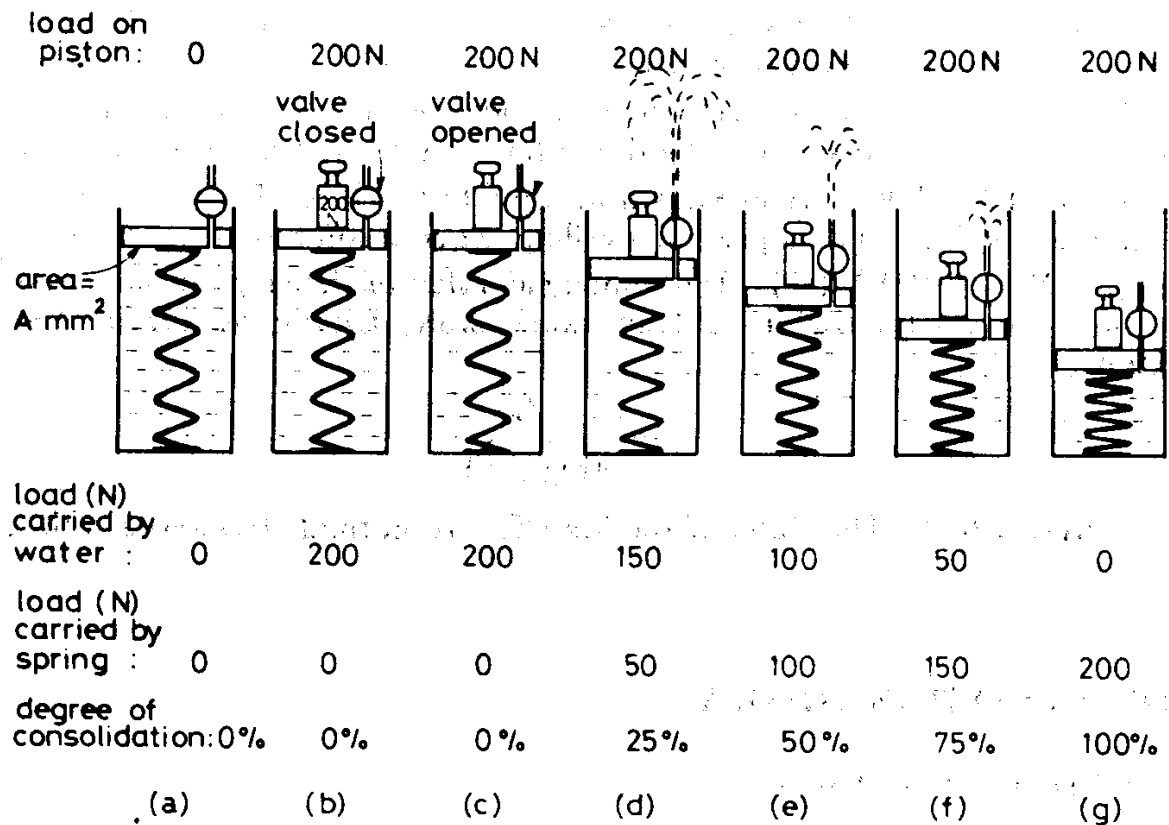 load on
piston: 0 200N 200N 200N 200N 200N 200N
valve closed
valve opened
200
area=
A mm²
load (N)
carried by
water : 0 200 200 150 100 50 0
load (N)
carried by
spring : 0 0 0 50 100 150 200
degree of
consolidation: 0% 0% 0% 25% 50% 75% 100%
(a) (b) (c) (d) (e) (f) (g)